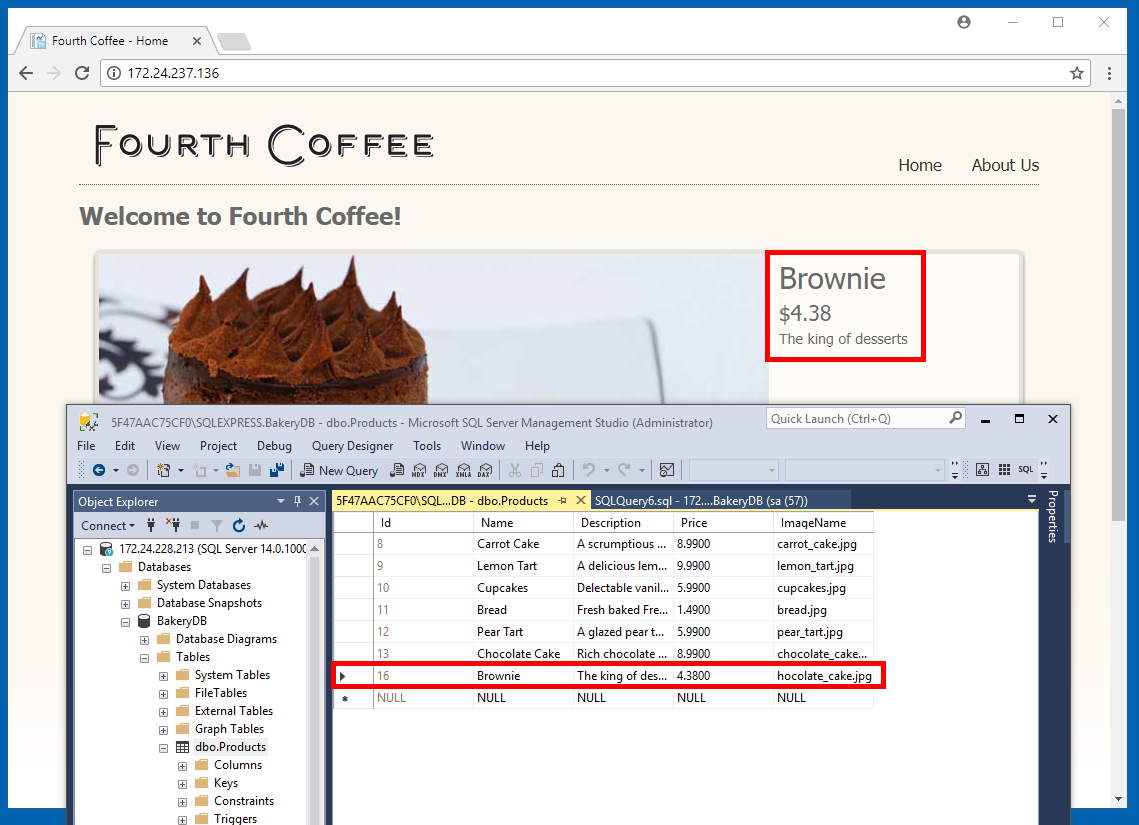 Fourth Coffee - Home
172.24.237.136
FOURTH COFFEE
Home About Us
Welcome to Fourth Coffee!
Brownie
$4.38
The king of desserts
5F47AAC75CF0\SQLEXPRESS.BakeryDB - dbo.Products - Microsoft SQL Server Management Studio (Administrator)
Quick Launch (Ctrl+Q)
File Edit View Project Debug Query Designer Tools Window Help
New Query MDX DMX XMLA DAX SQL
Object Explorer
Connect
172.24.228.213 (SQL Server 14.0.1000
Databases
System Databases
Database Snapshots
BakeryDB
Database Diagrams
Tables
System Tables
FileTables
External Tables
Graph Tables
dbo.Products
Columns
Keys
Constraints
Triggers
5F47AAC75CF0\SQL...DB - dbo.Products SQLQuery6.sql - 172....BakeryDB (sa (57))
Id Name Description Price ImageName
8 Carrot Cake A scrumptious ... 8.9900 carrot_cake.jpg
9 Lemon Tart A delicious lem... 9.9900 lemon_tart.jpg
10 Cupcakes Delectable vanil... 5.9900 cupcakes.jpg
11 Bread Fresh baked Fre... 1.4900 bread.jpg
12 Pear Tart A glazed pear t... 5.9900 pear_tart.jpg
13 Chocolate Cake Rich chocolate ... 8.9900 chocolate_cake...
16 Brownie The king of des... 4.3800 hocolate_cake.jpg
NULL NULL NULL NULL NULL
Properties